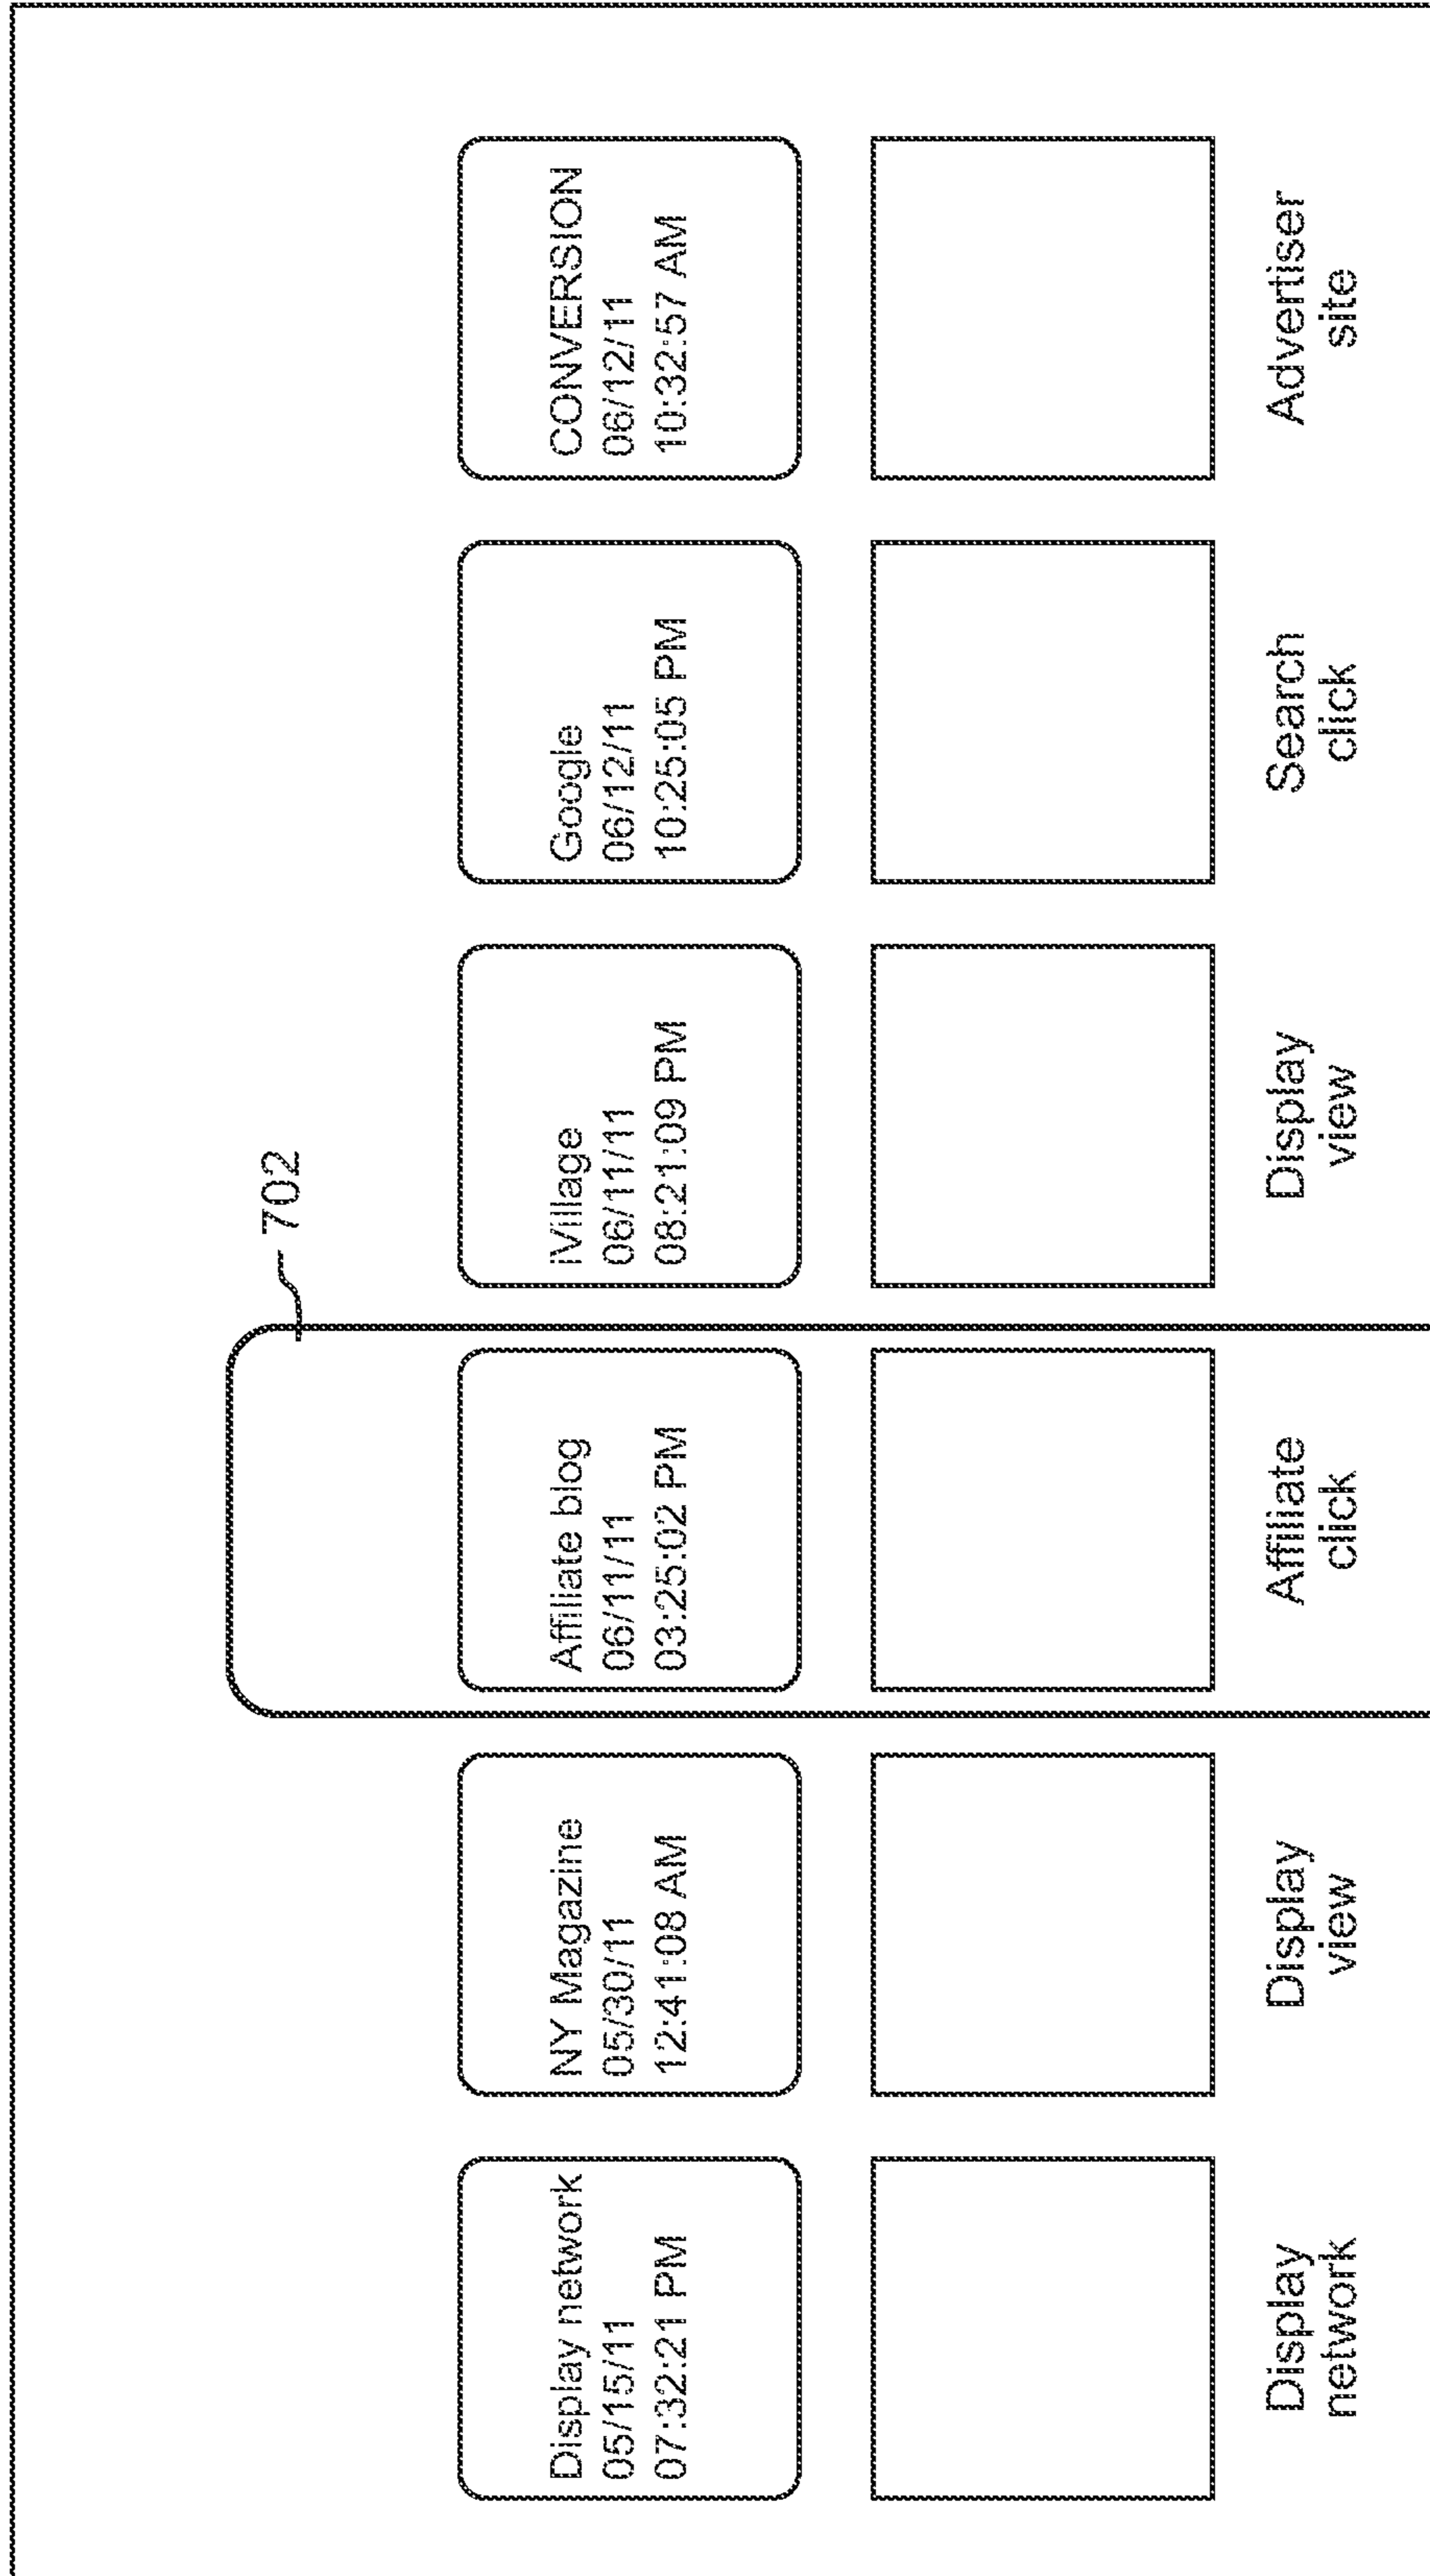 702
Display network
05/15/11
07:32:21 PM
NY Magazine
05/30/11
12:41:08 AM
Affiliate blog
06/11/11
03:25:02 PM
iVillage
06/11/11
08:21:09 PM
Google
06/12/11
10:25:05 PM
CONVERSION
06/12/11
10:32:57 AM
Display
network
Display
view
Affiliate
click
Display
view
Search
click
Advertiser
site